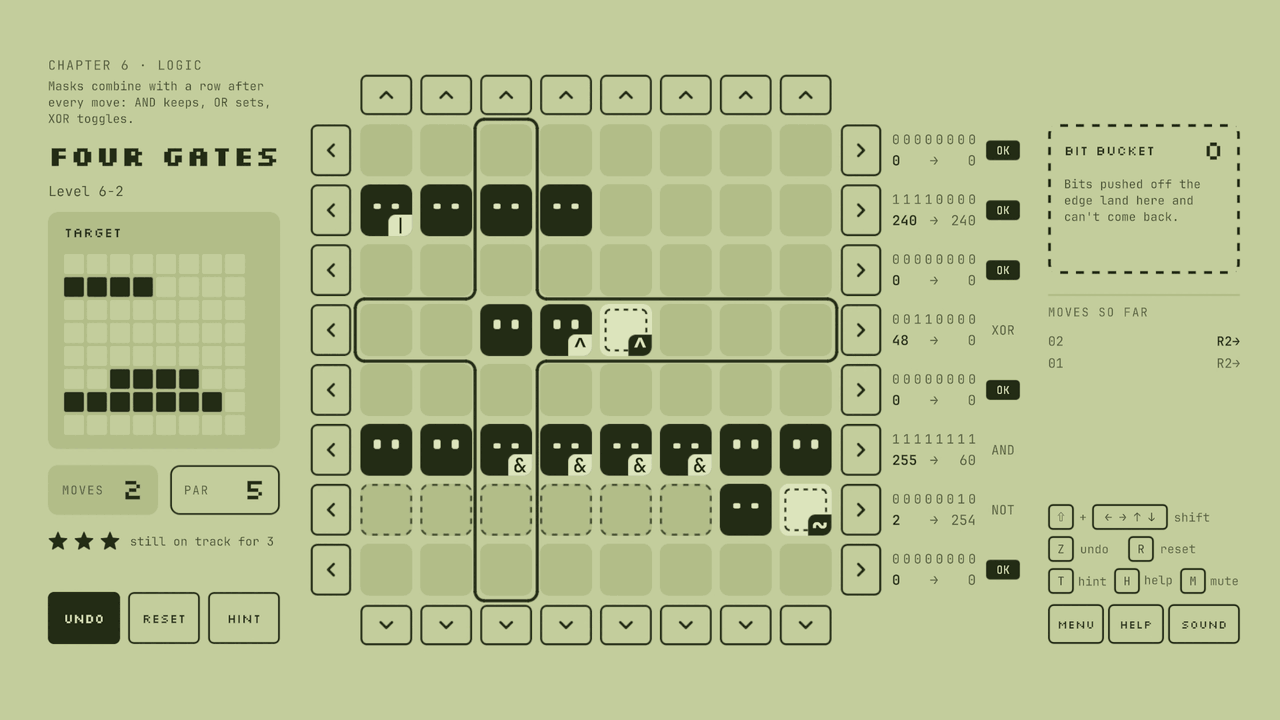 CHAPTER 6 · LOGIC
Masks combine with a row after
every move: AND keeps, OR sets,
XOR toggles.
FOUR GATES
Level 6-2
TARGET
MOVES 2
PAR 5
still on track for 3
UNDO
RESET
HINT
|
^
^
&
&
&
&
~
00000000
0 → 0
OK
11110000
240 → 240
OK
00000000
0 → 0
OK
00110000
48 → 0
XOR
00000000
0 → 0
OK
11111111
255 → 60
AND
00000010
2 → 254
NOT
00000000
0 → 0
OK
BIT BUCKET 0
Bits pushed off the
edge land here and
can't come back.
MOVES SO FAR
02 R2→
01 R2→
⇧ + ← → ↑ ↓ shift
Z undo R reset
T hint H help M mute
MENU
HELP
SOUND